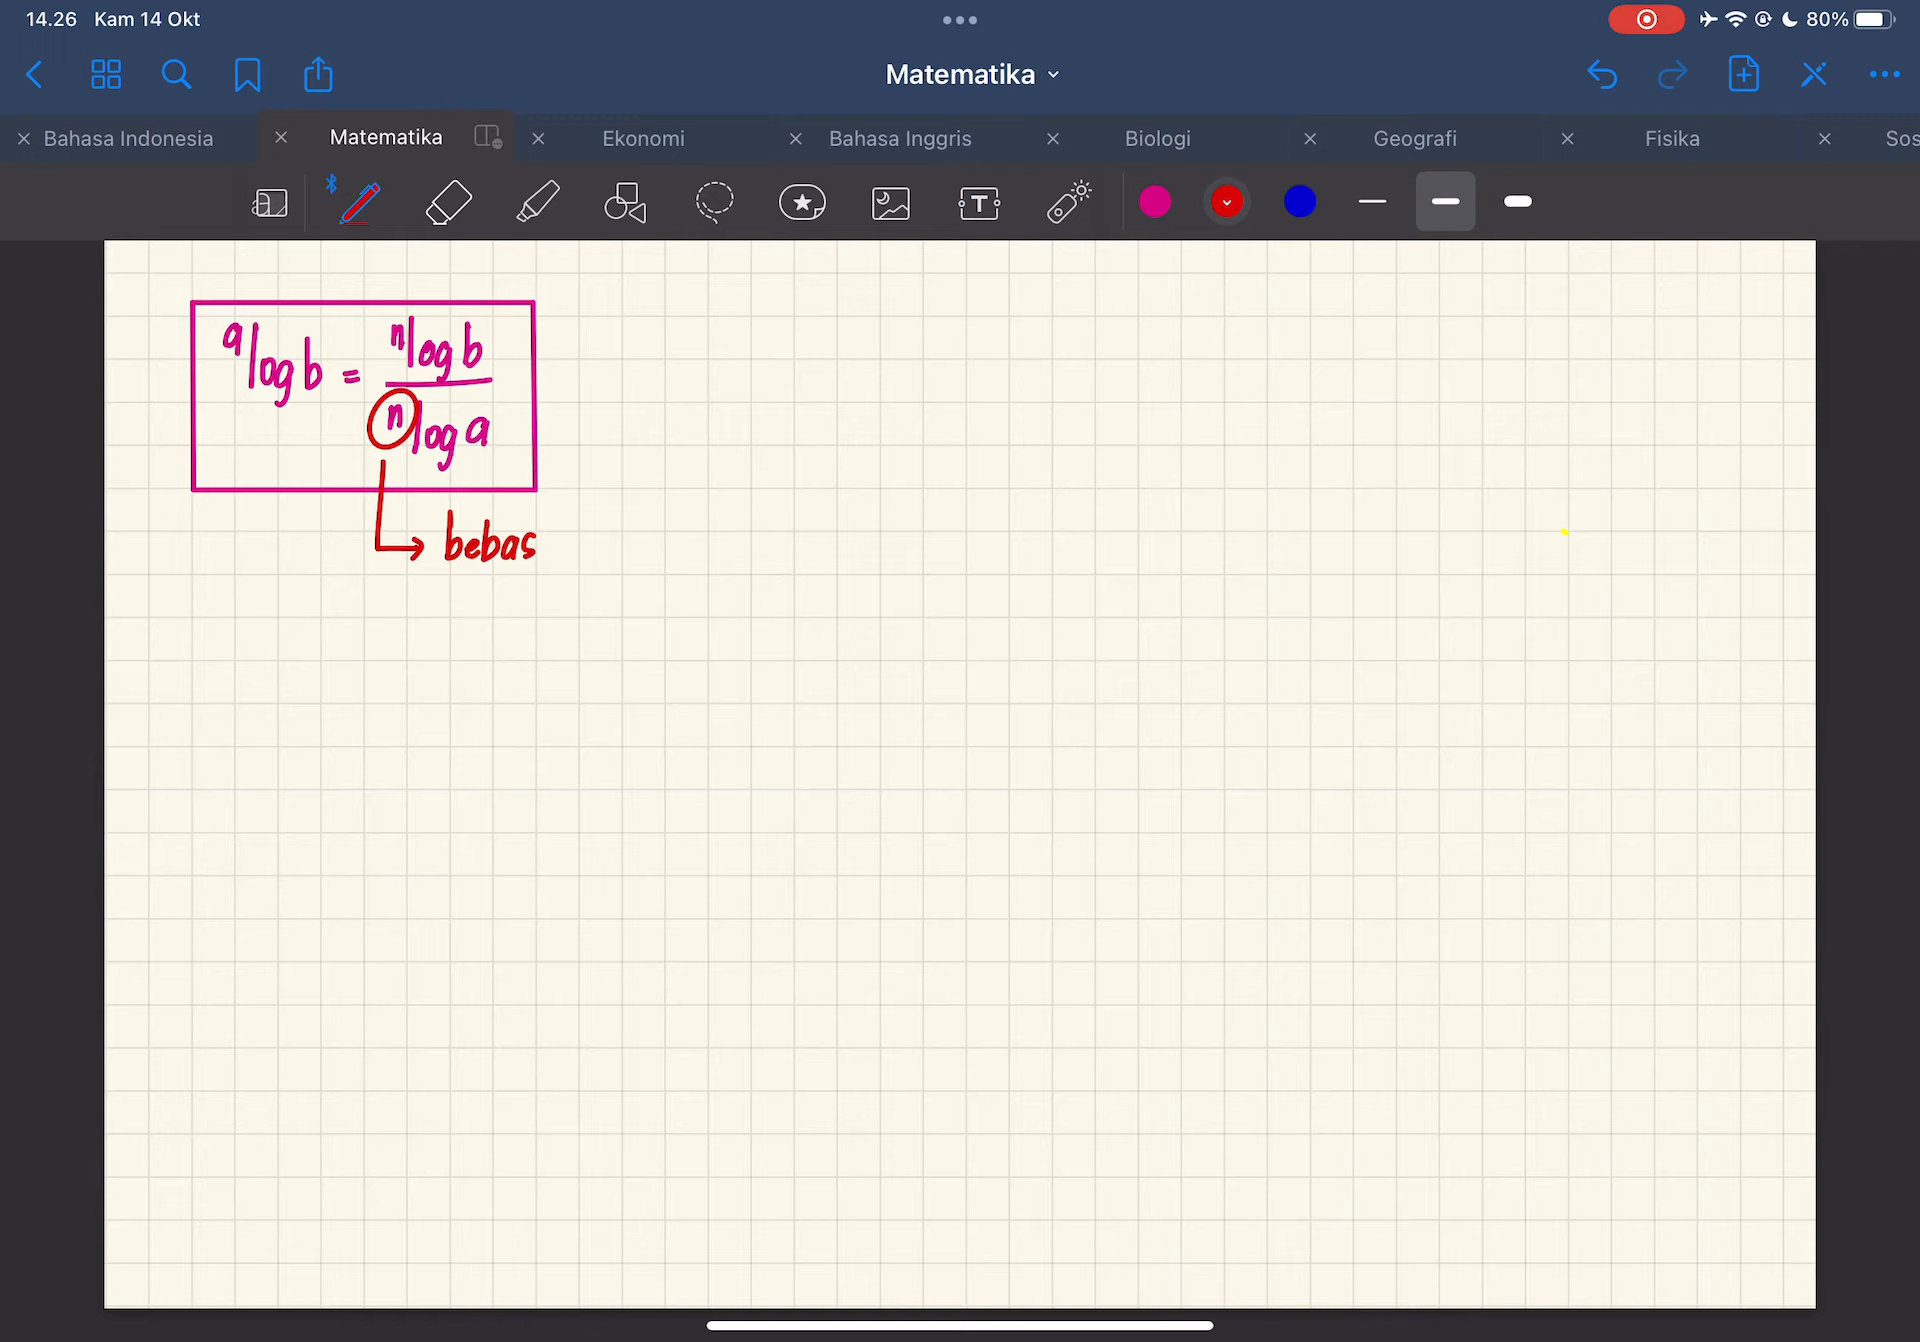 14.26 Kam 14 Okt
80%
Matematika
Bahasa Indonesia Matematika Ekonomi Bahasa Inggris Biologi Geografi Fisika Sos
T
ᵃlog b = ⁿlog b
ⁿlog a
bebas